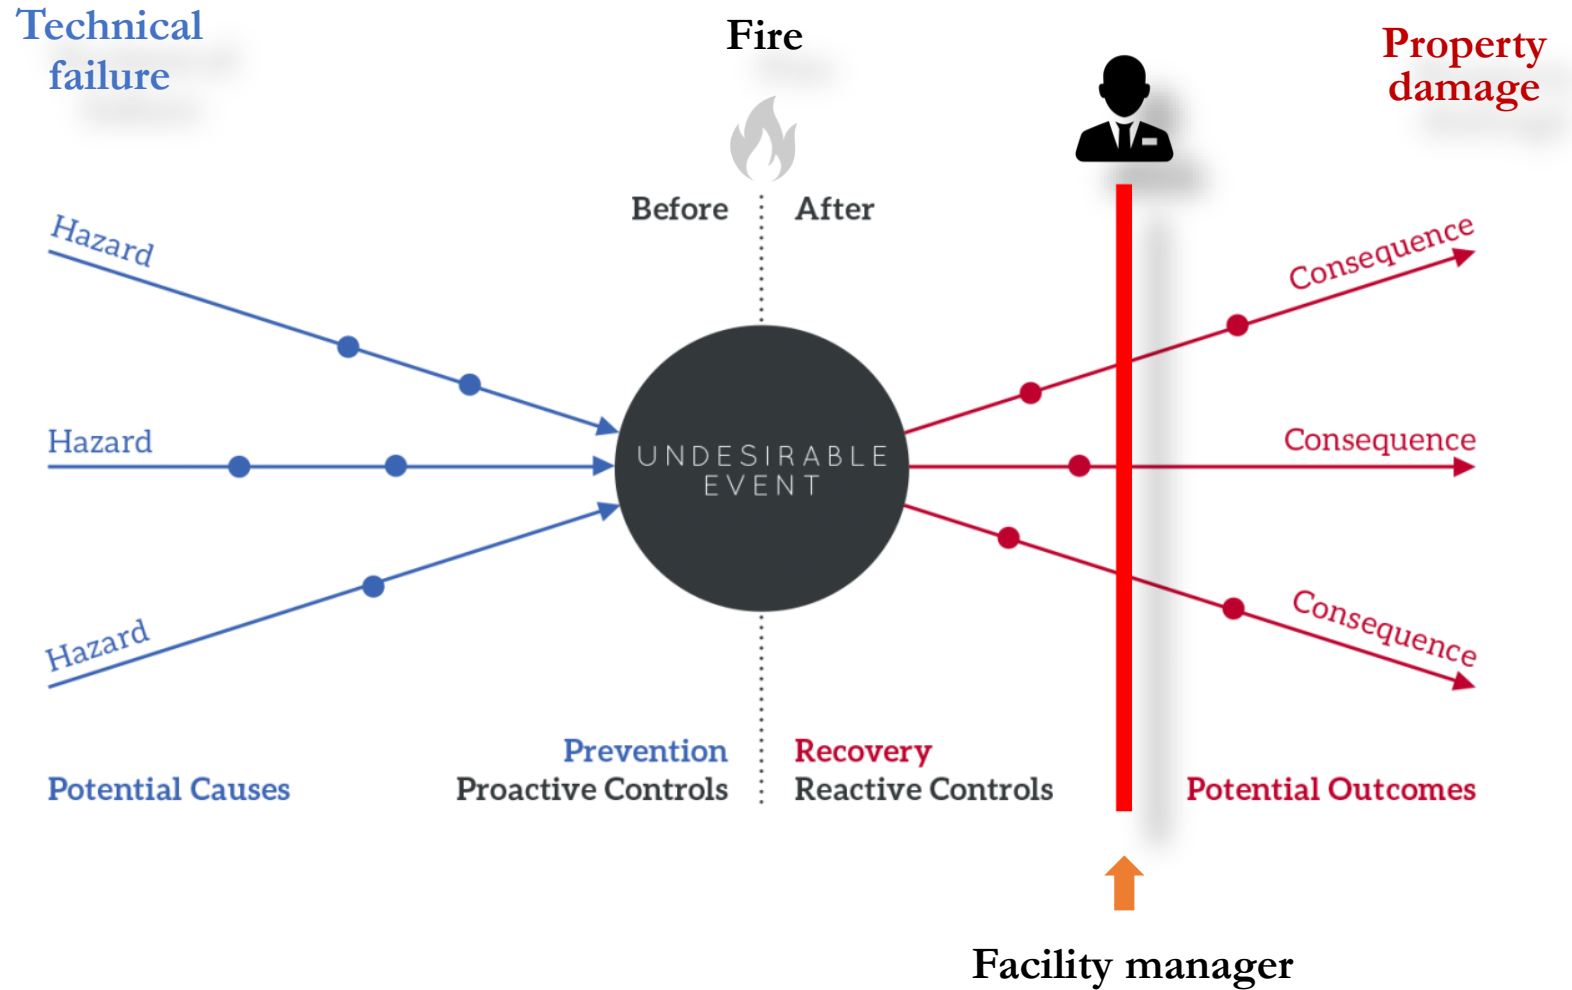 Technical
failure
Fire
Property
damage
Before
After
Hazard
Consequence
Hazard
UNDESIRABLE
EVENT
Consequence
Hazard
Consequence
Prevention
Recovery
Potential Causes
Proactive Controls
Reactive Controls
Potential Outcomes
Facility manager